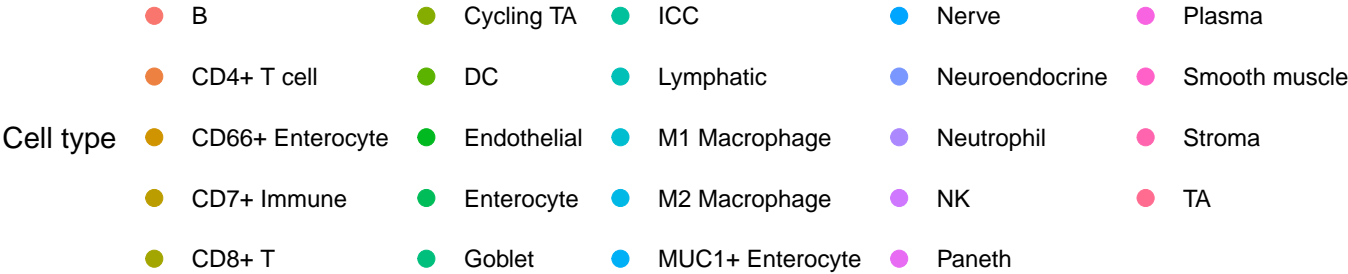 B Cycling TA ICC Nerve Plasma
CD4+ T cell DC Lymphatic Neuroendocrine Smooth muscle
Cell type CD66+ Enterocyte Endothelial M1 Macrophage Neutrophil Stroma
CD7+ Immune Enterocyte M2 Macrophage NK TA
CD8+ T Goblet MUC1+ Enterocyte Paneth